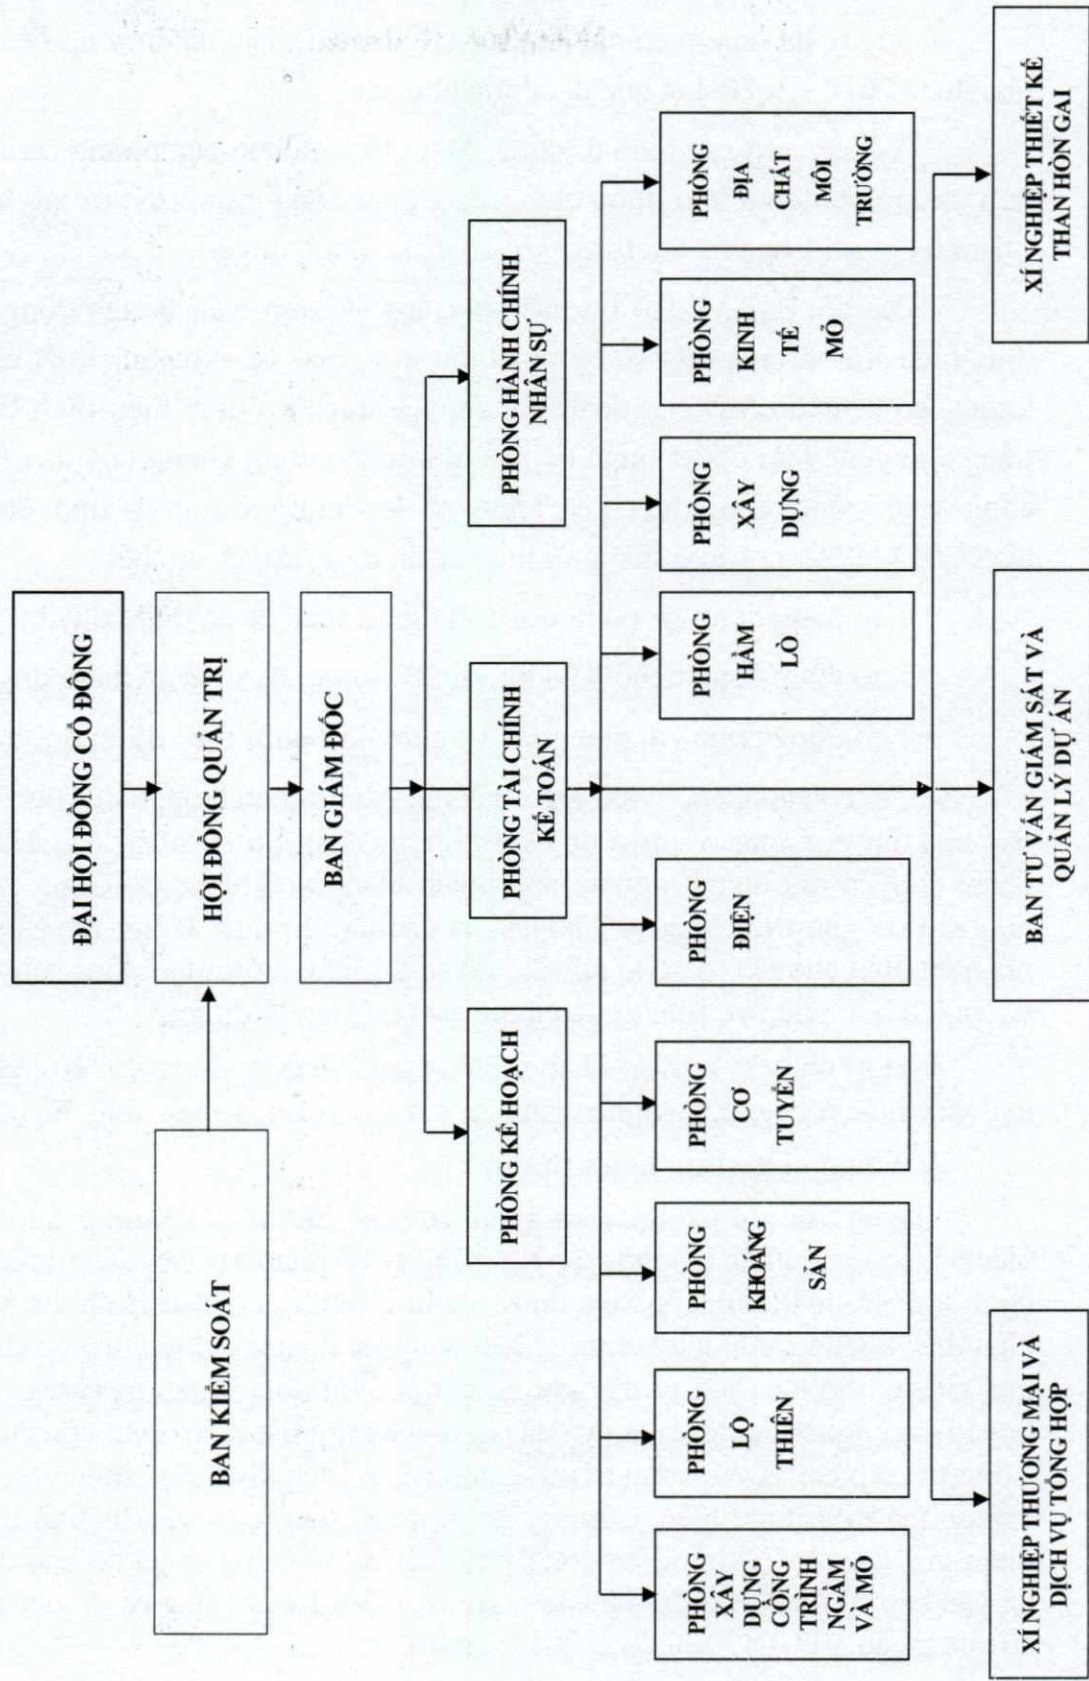 ĐẠI HỘI ĐỒNG CỔ ĐÔNG
BAN KIỂM SOÁT
HỘI ĐỒNG QUẢN TRỊ
BAN GIÁM ĐỐC
PHÒNG KẾ HOẠCH
PHÒNG TÀI CHÍNH
KẾ TOÁN
PHÒNG HÀNH CHÍNH
NHÂN SỰ
PHÒNG
XÂY
DỰNG
CÔNG
TRÌNH
NGẦM
VÀ MỎ
PHÒNG
LỘ
THIÊN
PHÒNG
KHOÁNG
SẢN
PHÒNG
CƠ
TUYỂN
PHÒNG
ĐIỆN
PHÒNG
HẦM
LÒ
PHÒNG
XÂY
DỰNG
PHÒNG
KINH
TẾ
MỎ
PHÒNG
ĐỊA
CHẤT
MÔI
TRƯỜNG
XÍ NGHIỆP THƯƠNG MẠI VÀ
DỊCH VỤ TỔNG HỢP
BAN TƯ VẤN GIÁM SÁT VÀ
QUẢN LÝ DỰ ÁN
XÍ NGHIỆP THIẾT KẾ
THAN HÒN GAI